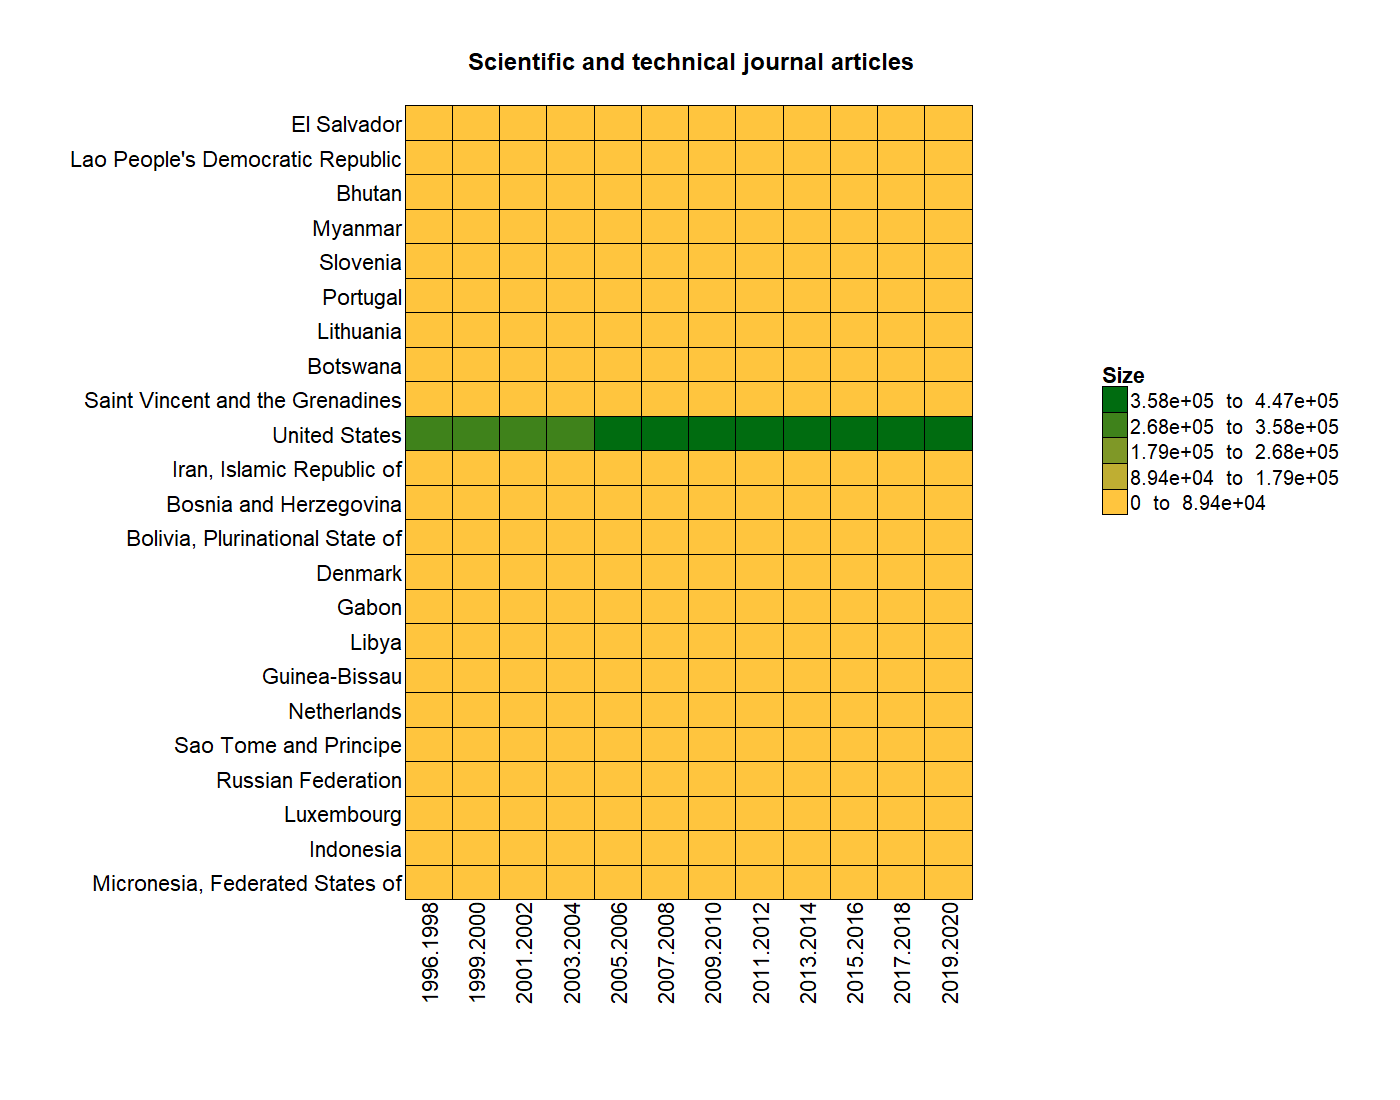 Scientific and technical journal articles
El Salvador
Lao People's Democratic Republic
Bhutan
Myanmar
Slovenia
Portugal
Lithuania
Botswana
Saint Vincent and the Grenadines
United States
Iran, Islamic Republic of
Bosnia and Herzegovina
Bolivia, Plurinational State of
Denmark
Gabon
Libya
Guinea-Bissau
Netherlands
Sao Tome and Principe
Russian Federation
Luxembourg
Indonesia
Micronesia, Federated States of
1996.1998
1999.2000
2001.2002
2003.2004
2005.2006
2007.2008
2009.2010
2011.2012
2013.2014
2015.2016
2017.2018
2019.2020
Size
3.58e+05 to 4.47e+05
2.68e+05 to 3.58e+05
1.79e+05 to 2.68e+05
8.94e+04 to 1.79e+05
0 to 8.94e+04